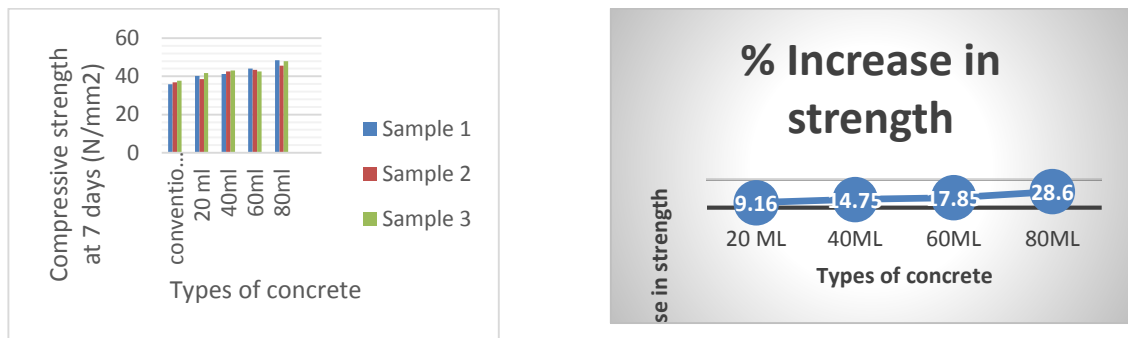 60
40
20
0
Compressive strength
at 7 days (N/mm2)
conventio...
20 ml
40ml
60ml
80ml
Types of concrete
Sample 1
Sample 2
Sample 3
% Increase in
strength
se in strength
9.16
14.75
17.85
28.6
20 ML
40ML
60ML
80ML
Types of concrete